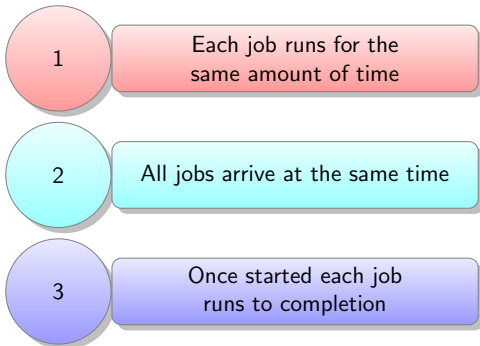 1
Each job runs for the
same amount of time
2
All jobs arrive at the same time
3
Once started each job
runs to completion